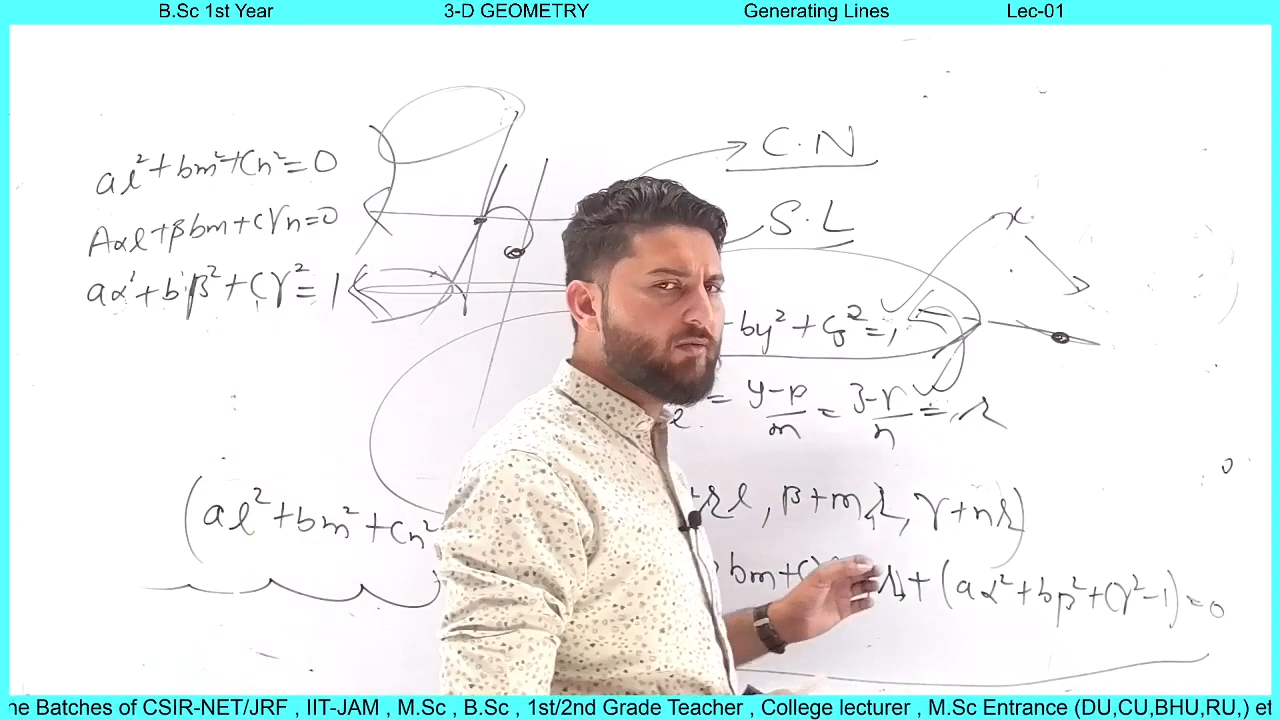 B.Sc 1st Year 3-D GEOMETRY Generating Lines Lec-01
C.N
al²+bm²+Cn²=0
S.L
Aαl+βbm+Cγn=0
aα²+bβ²+Cγ²=1
by²+Cz²=1
= y-β/m = z-γ/n = r
(al²+bm²+Cn²
+rl, β+mr, γ+nr)
bm+C r + (aα²+bβ²+Cγ²-1)=0
Batches of CSIR-NET/JRF , IIT-JAM , M.Sc , B.Sc , 1st/2nd Grade Teacher , College lecturer , M.Sc Entrance (DU,CU,BHU,RU,)